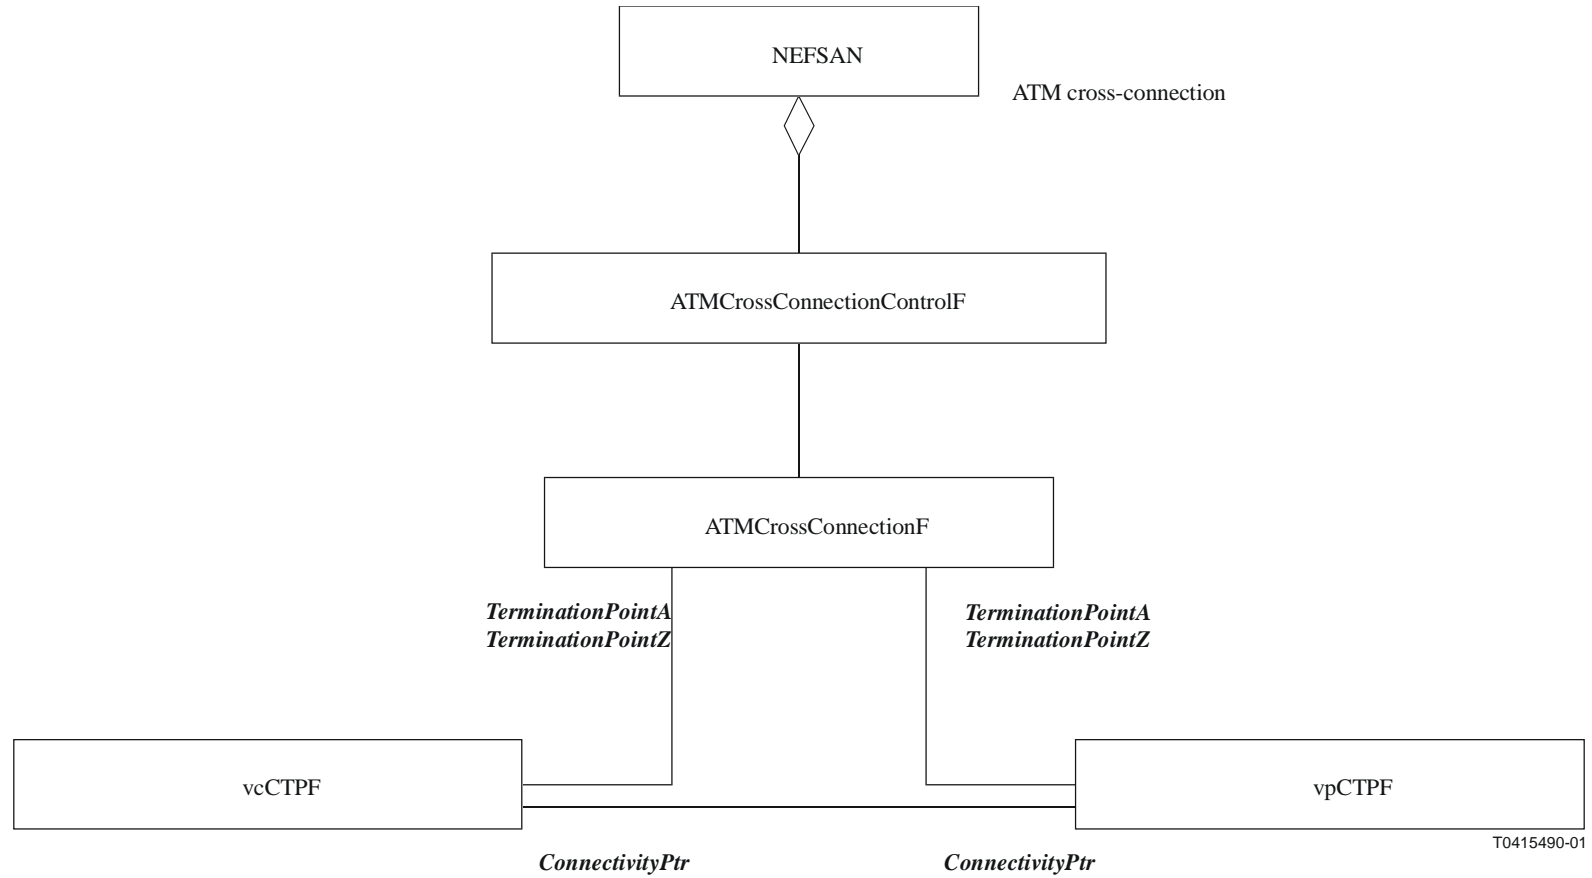 NEFSAN
ATM cross-connection
ATMCrossConnectionControlF
ATMCrossConnectionF
TerminationPointA
TerminationPointZ
TerminationPointA
TerminationPointZ
vcCTPF
vpCTPF
T0415490-01
ConnectivityPtr
ConnectivityPtr